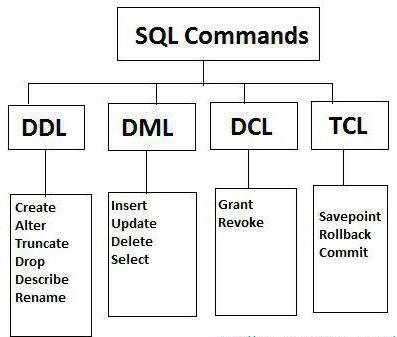 SQL Commands
DDL
DML
DCL
TCL
Create
Alter
Truncate
Drop
Describe
Rename
Insert
Update
Delete
Select
Grant
Revoke
Savepoint
Rollback
Commit